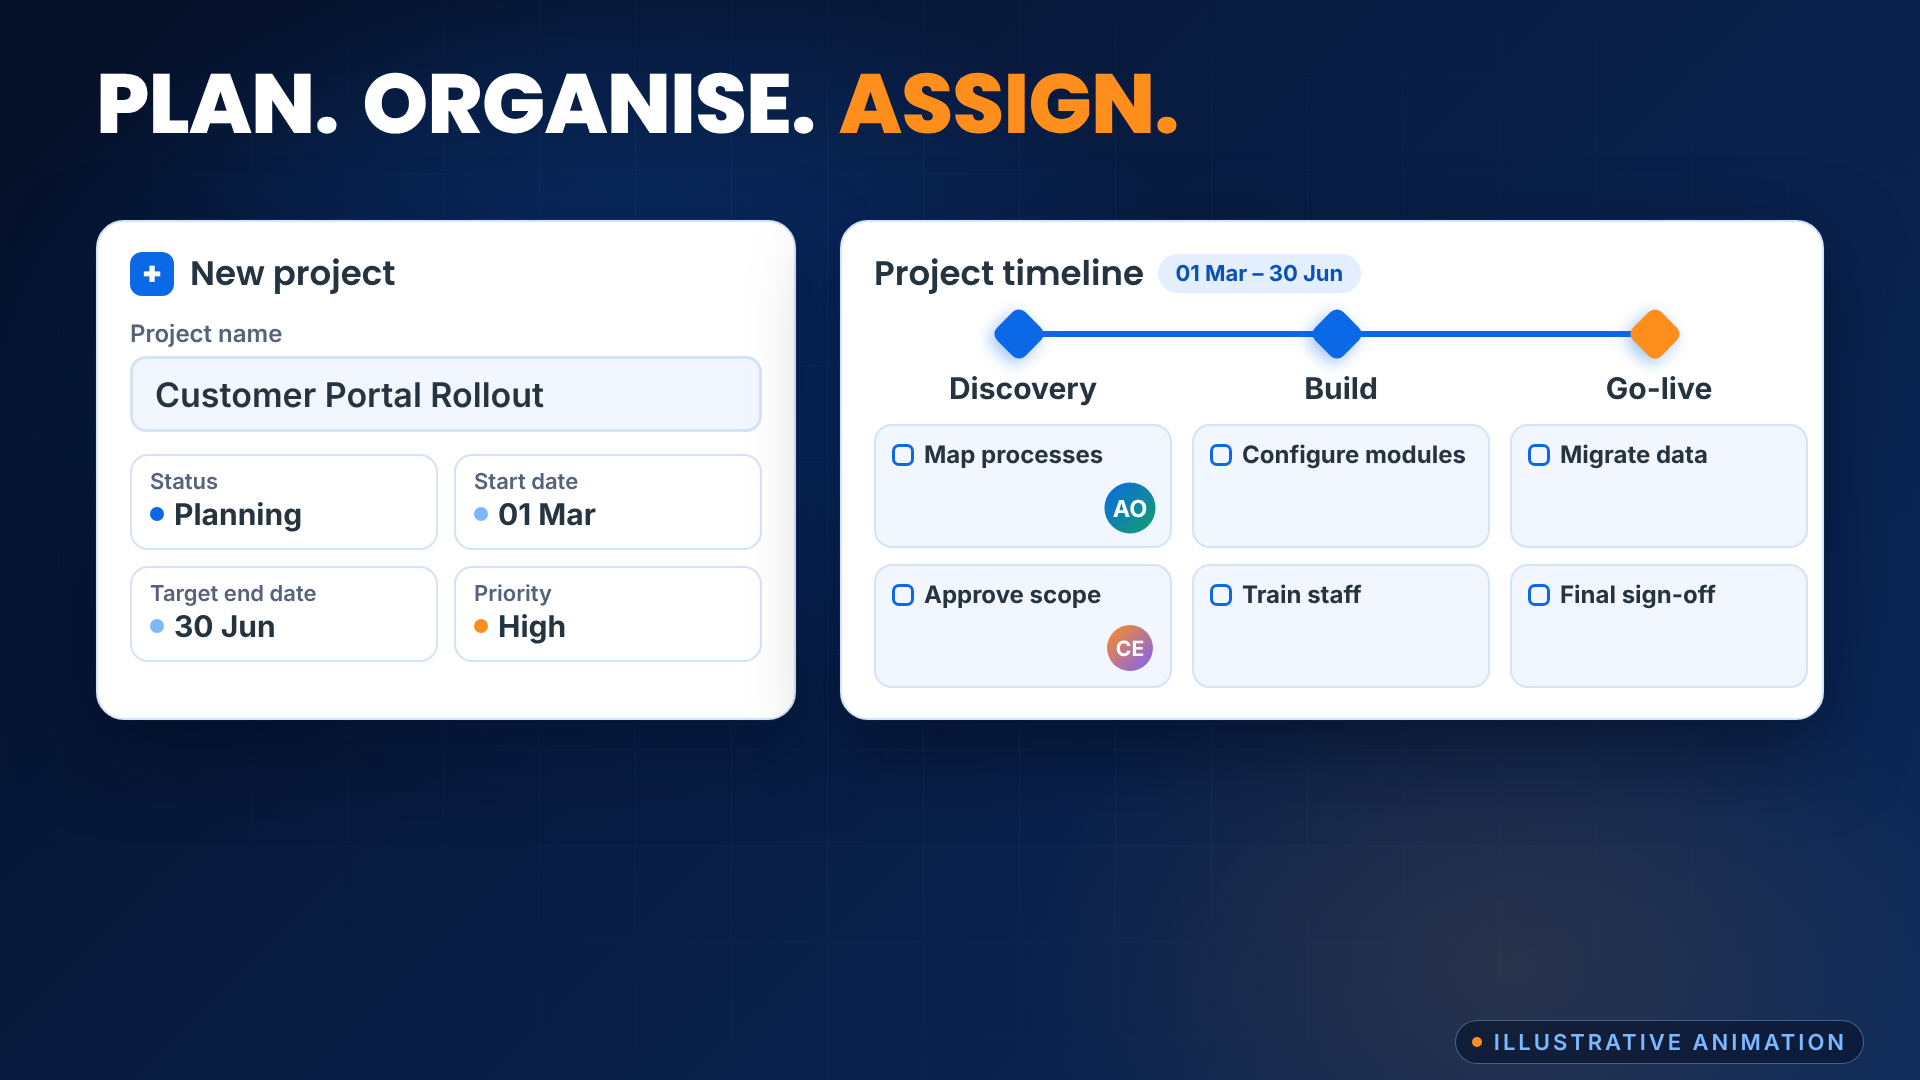 PLAN. ORGANISE. ASSIGN.
New project
Project name
Customer Portal Rollout
Status
Planning
Start date
01 Mar
Target end date
30 Jun
Priority
High
Project timeline
01 Mar – 30 Jun
Discovery
Build
Go-live
Map processes
AO
Configure modules
Migrate data
Approve scope
CE
Train staff
Final sign-off
ILLUSTRATIVE ANIMATION